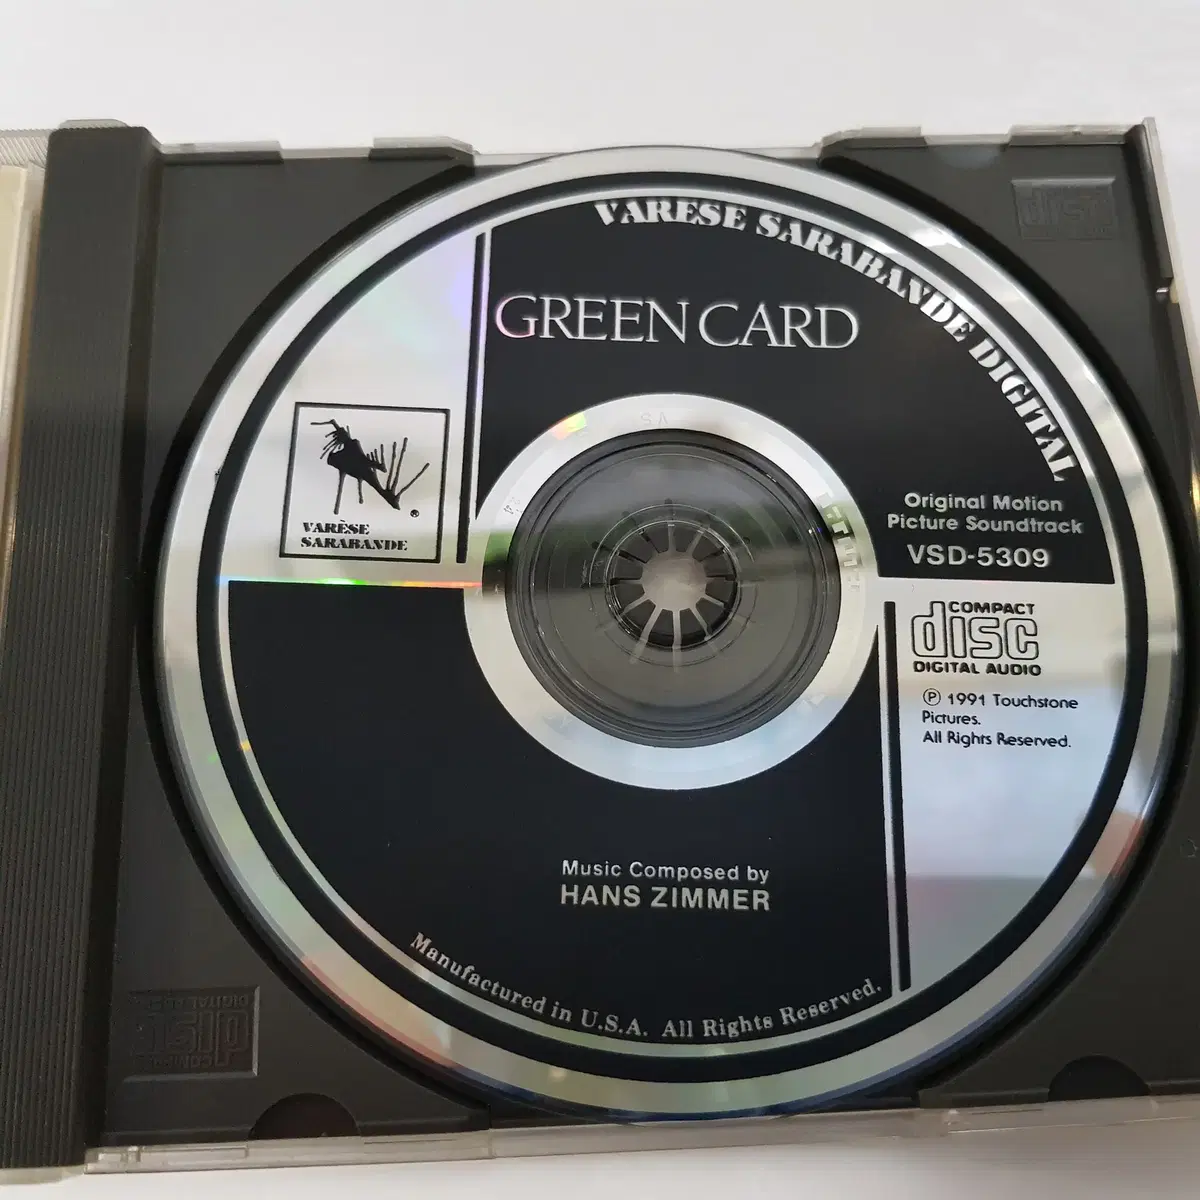 VARESE SARABANDE DIGITAL
GREEN CARD
VARÈSE
SARABANDE
®
Original Motion
Picture Soundtrack
VSD-5309
COMPACT
disc
DIGITAL AUDIO
℗ 1991 Touchstone
Pictures.
All Rights Reserved.
Music Composed by
HANS ZIMMER
Manufactured in U.S.A. All Rights Reserved.
disc